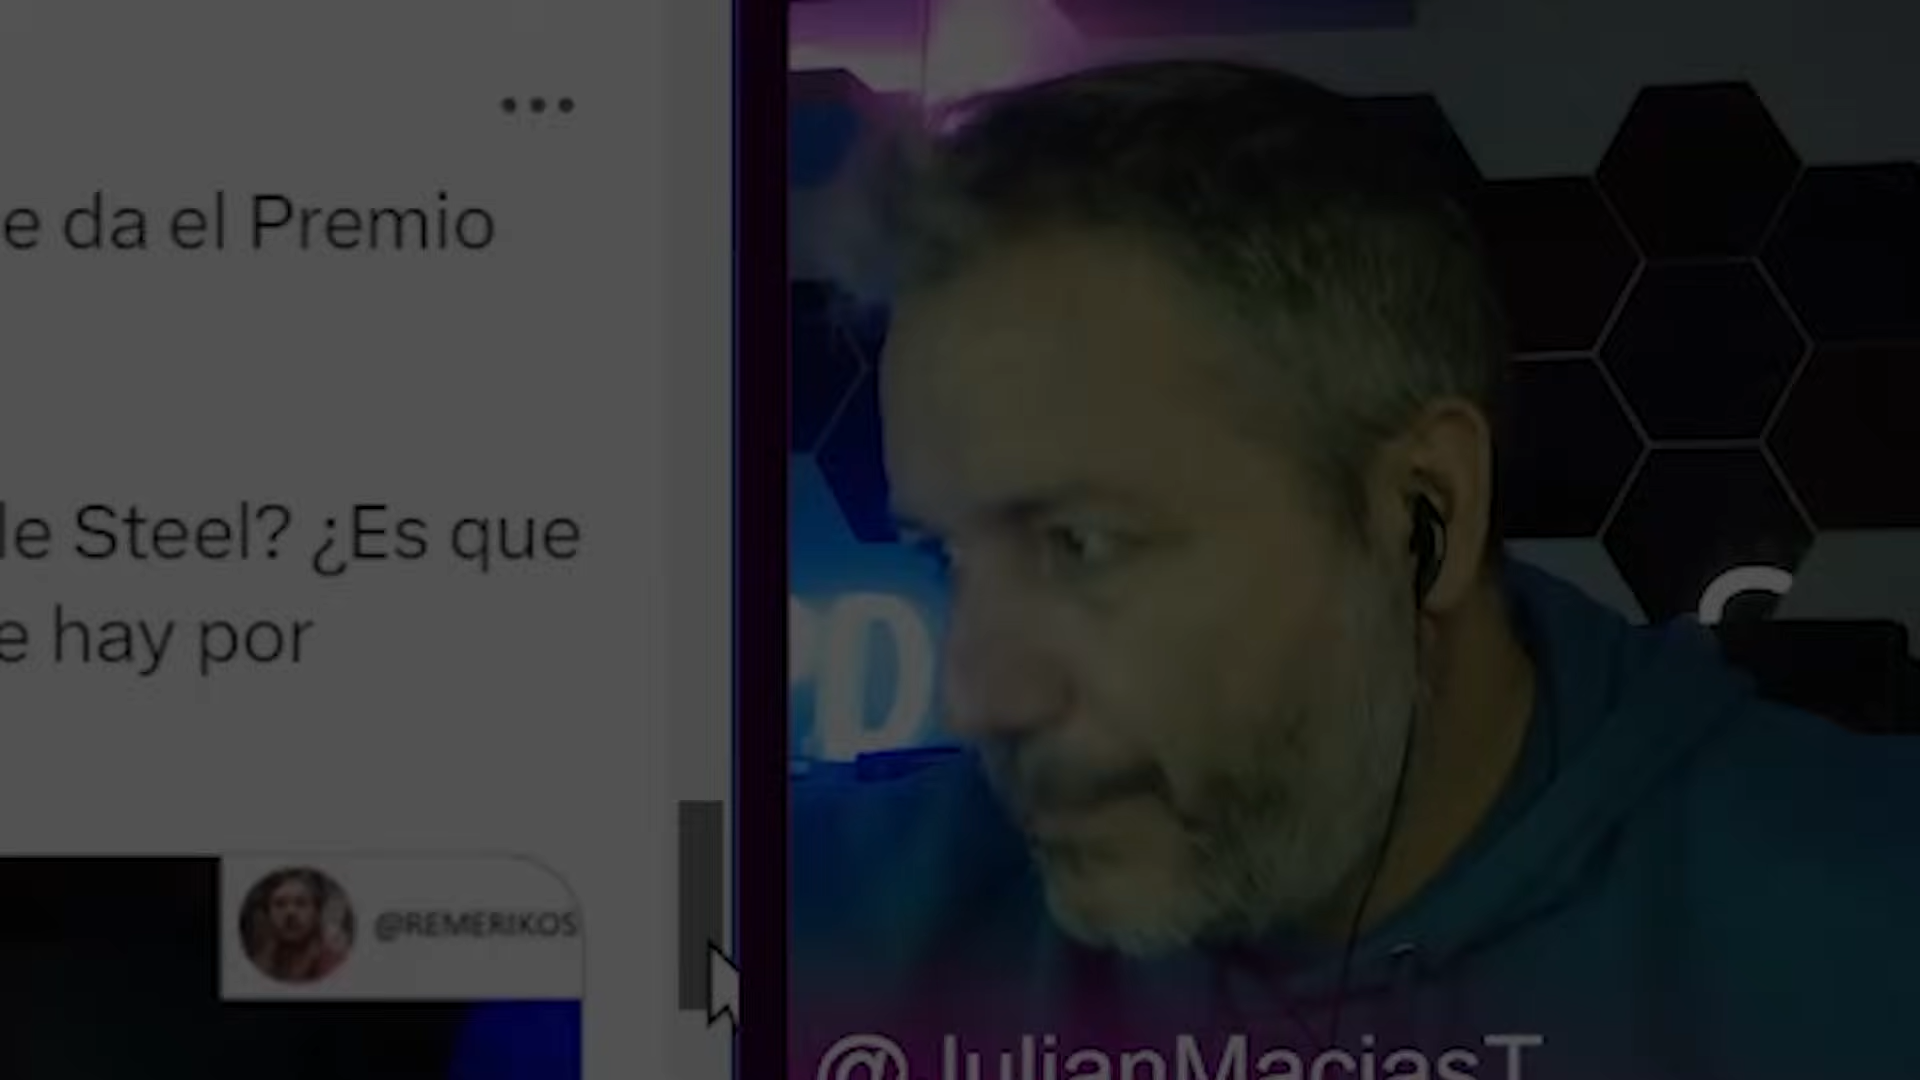 e da el Premio
le Steel? ¿Es que
e hay por
@REMERIKOS
D
@JulianMaciasT